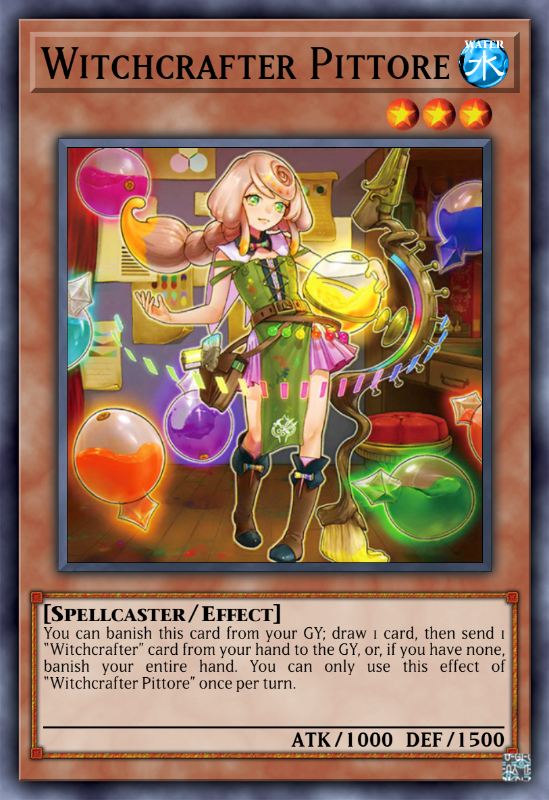 Witchcrafter Pittore
WATER
水
[Spellcaster/Effect]
You can banish this card from your GY; draw 1 card, then send 1
"Witchcrafter" card from your hand to the GY, or, if you have none,
banish your entire hand. You can only use this effect of
"Witchcrafter Pittore" once per turn.
ATK/1000 DEF/1500